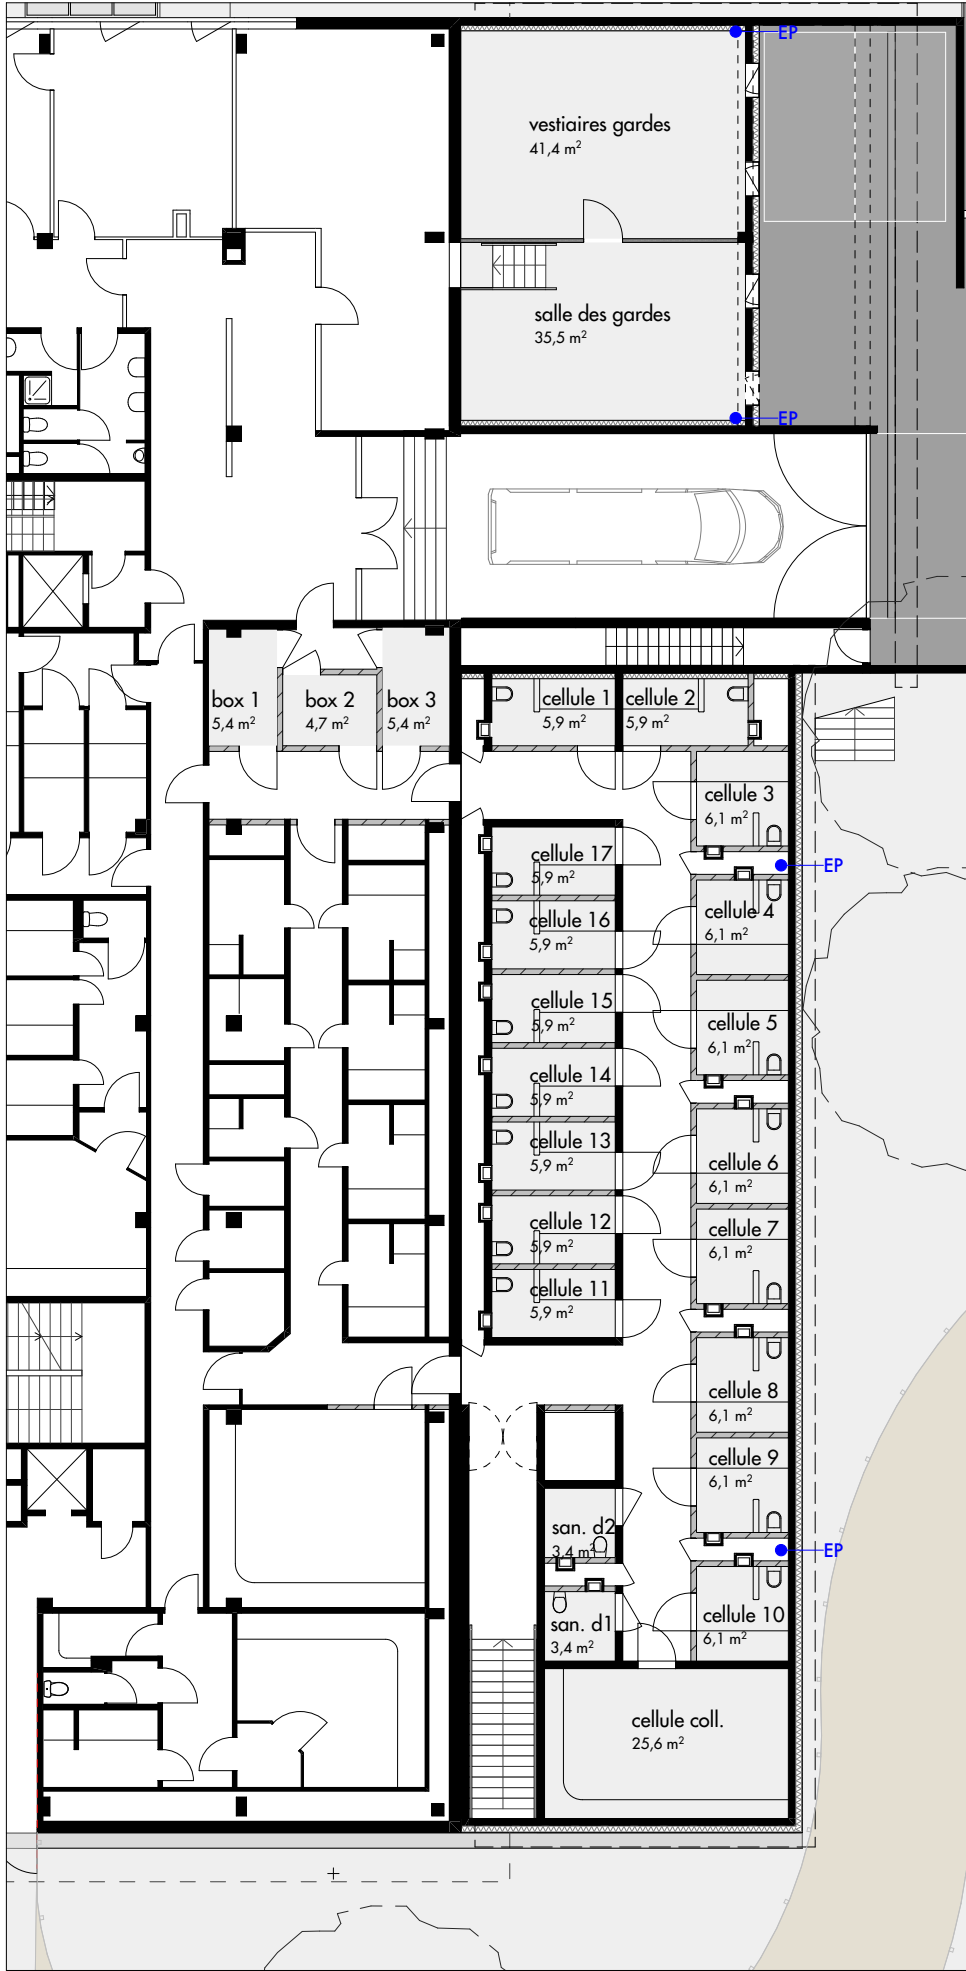 EP
vestiaires gardes
41,4 m²
salle des gardes
35,5 m²
EP
box 1
5,4 m²
box 2
4,7 m²
box 3
5,4 m²
cellule 1
5,9 m²
cellule 2
5,9 m²
cellule 3
6,1 m²
cellule 17
5,9 m²
EP
cellule 16
5,9 m²
cellule 4
6,1 m²
cellule 15
5,9 m²
cellule 5
6,1 m²
cellule 14
5,9 m²
cellule 13
5,9 m²
cellule 6
6,1 m²
cellule 12
5,9 m²
cellule 7
6,1 m²
cellule 11
5,9 m²
cellule 8
6,1 m²
cellule 9
6,1 m²
san. d2
3,4 m²
EP
san. d1
3,4 m²
cellule 10
6,1 m²
cellule coll.
25,6 m²